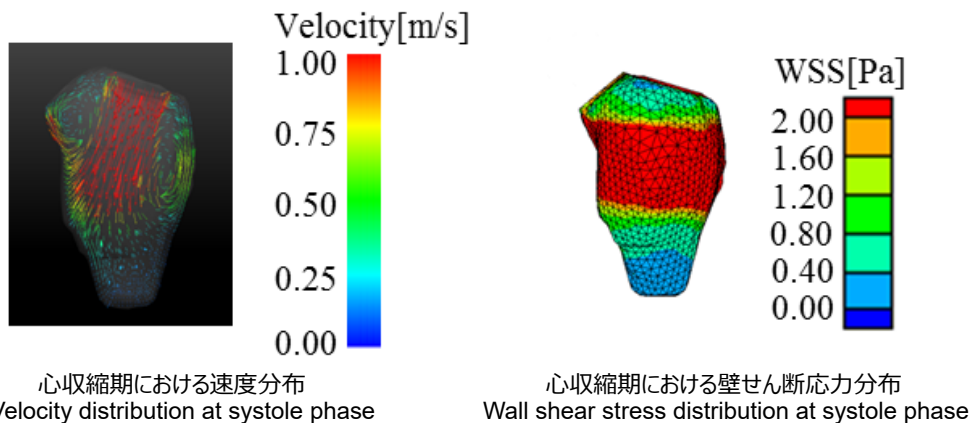 Velocity[m/s]
1.00
0.75
0.50
0.25
0.00
WSS[Pa]
2.00
1.60
1.20
0.80
0.40
0.00
心収縮期における速度分布
Velocity distribution at systole phase
心収縮期における壁せん断応力分布
Wall shear stress distribution at systole phase